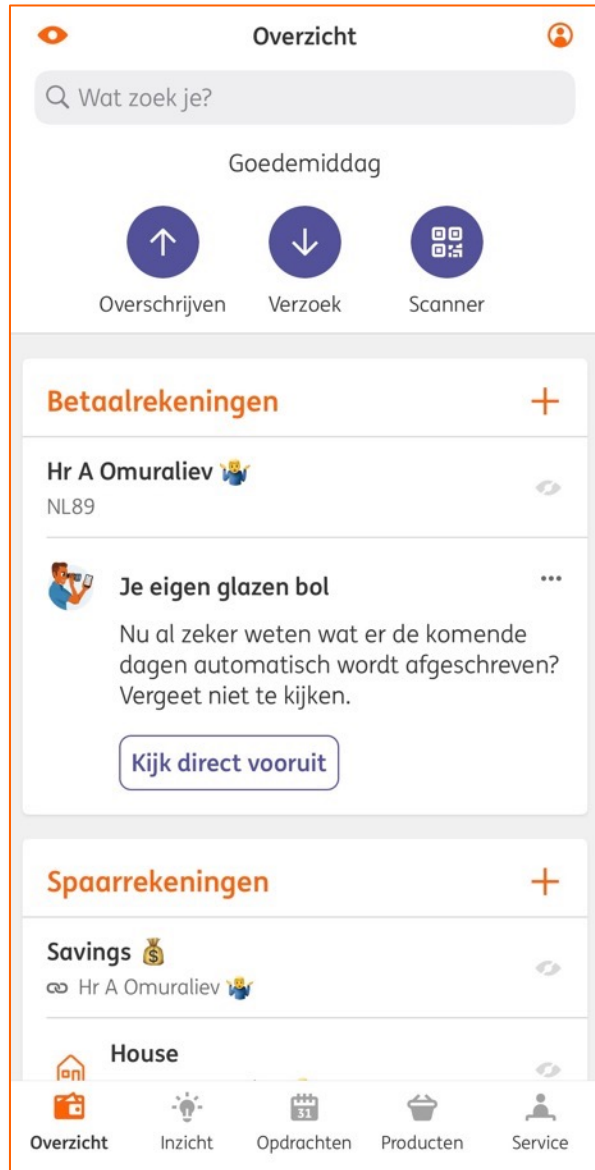 Overzicht
Wat zoek je?
Goedemiddag
Overschrijven Verzoek Scanner
Betaalrekeningen
Hr A Omuraliev 🤷‍♂️
NL89
Je eigen glazen bol
Nu al zeker weten wat er de komende
dagen automatisch wordt afgeschreven?
Vergeet niet te kijken.
Kijk direct vooruit
Spaarrekeningen
Savings 💰
Hr A Omuraliev 🤷‍♂️
House
31
Overzicht Inzicht Opdrachten Producten Service